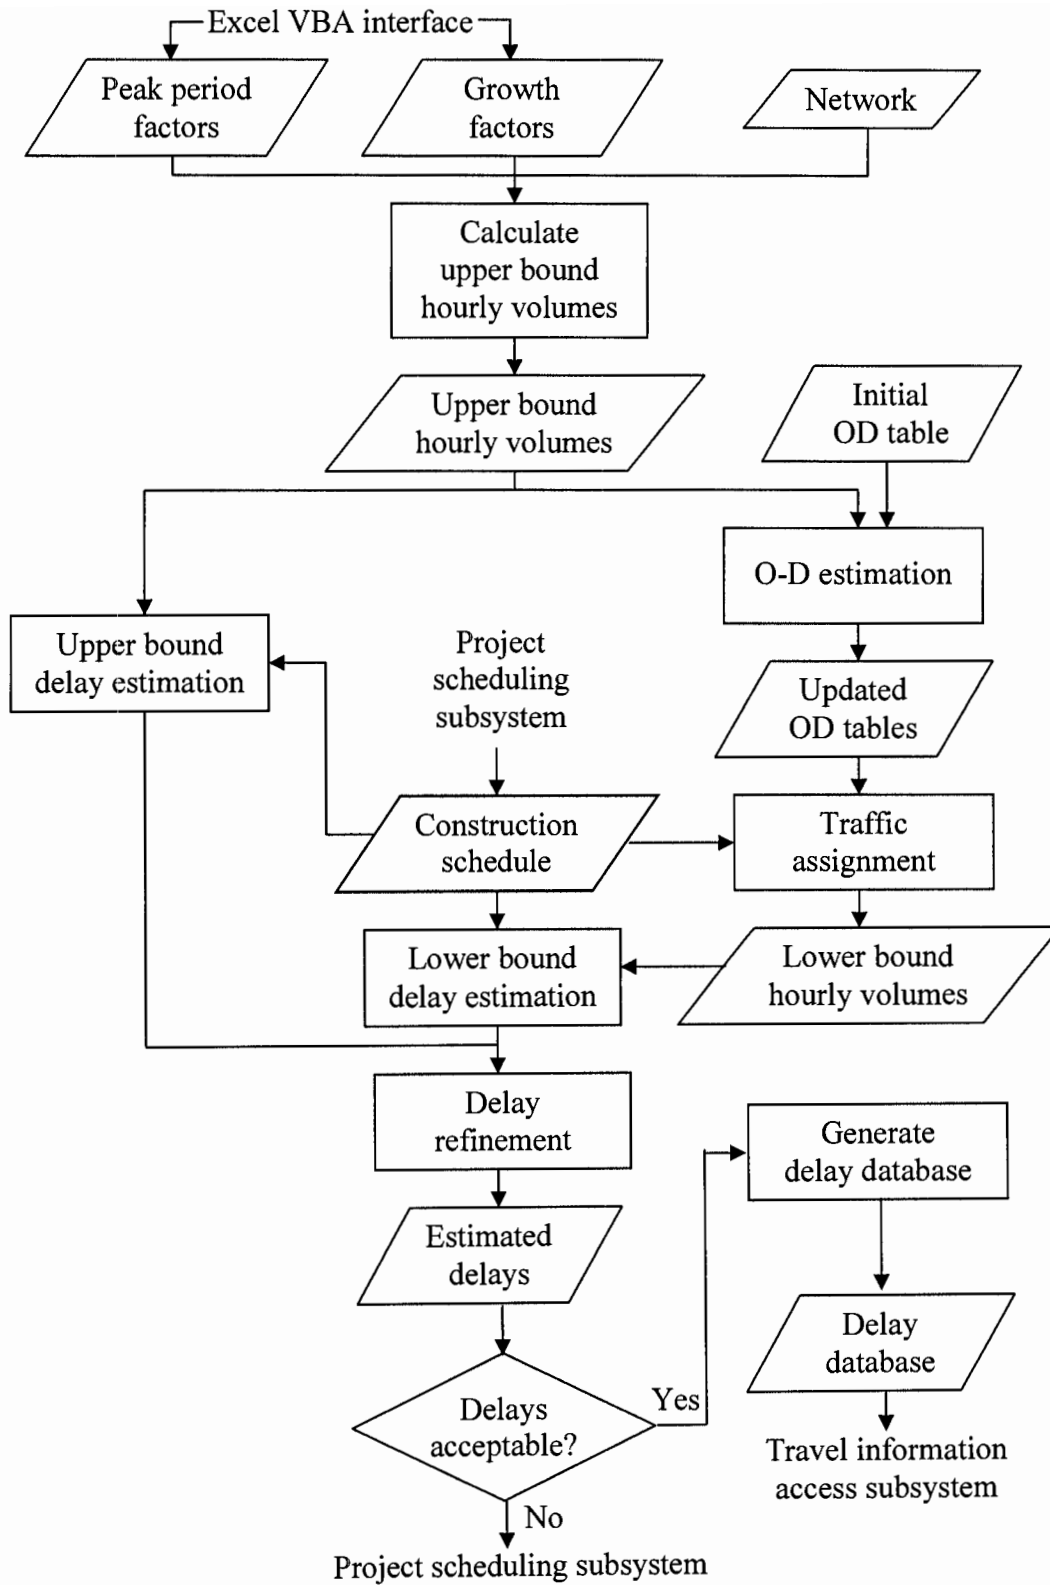 Excel VBA interface
Peak period
factors
Growth
factors
Network
Calculate
upper bound
hourly volumes
Upper bound
hourly volumes
Initial
OD table
O-D estimation
Upper bound
delay estimation
Project
scheduling
subsystem
Updated
OD tables
Construction
schedule
Traffic
assignment
Lower bound
delay estimation
Lower bound
hourly volumes
Delay
refinement
Generate
delay database
Estimated
delays
Delay
database
Delays
acceptable?
Yes
Travel information
access subsystem
No
Project scheduling subsystem